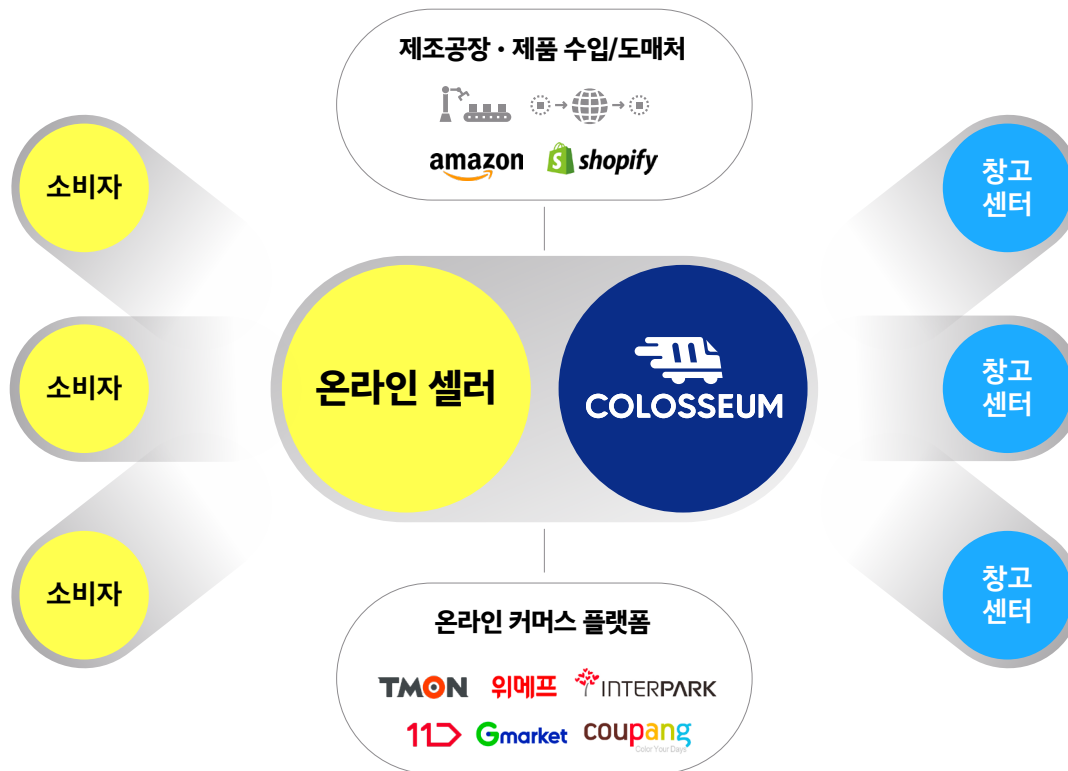 제조공장 · 제품 수입/도매처
amazon
shopify
소비자
창고
센터
소비자
온라인 셀러
COLOSSEUM
창고
센터
소비자
창고
센터
온라인 커머스 플랫폼
TMON
위메프
INTERPARK
11
Gmarket
coupang
Color Your Days